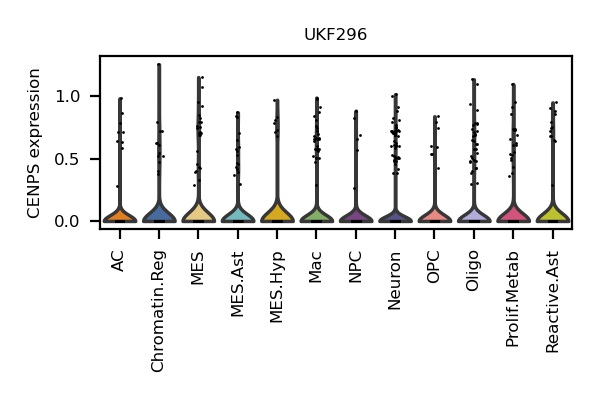 UKF296
CENPS expression
1.0
0.5
0.0
AC
Chromatin.Reg
MES
MES.Ast
MES.Hyp
Mac
NPC
Neuron
OPC
Oligo
Prolif.Metab
Reactive.Ast